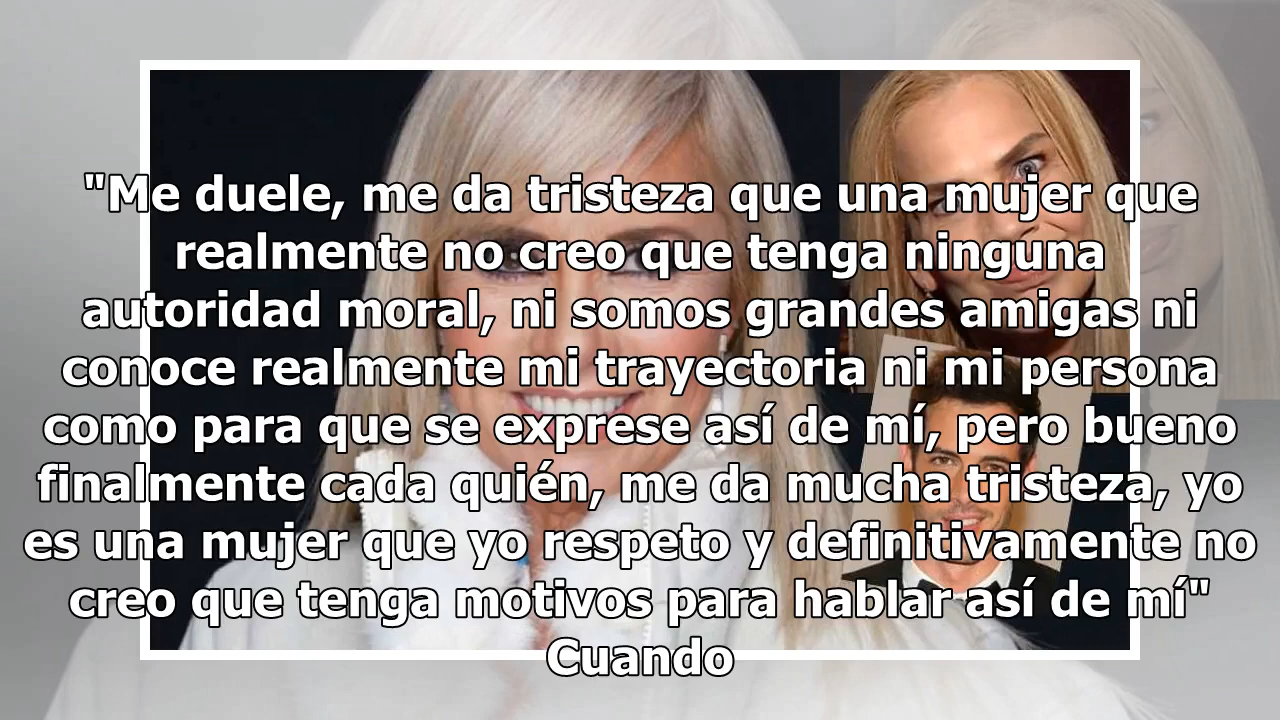 "Me duele, me da tristeza que una mujer que
realmente no creo que tenga ninguna
autoridad moral, ni somos grandes amigas ni
conoce realmente mi trayectoria ni mi persona
como para que se exprese así de mí, pero bueno
finalmente cada quién, me da mucha tristeza, yo
es una mujer que yo respeto y definitivamente no
creo que tenga motivos para hablar así de mí"
Cuando